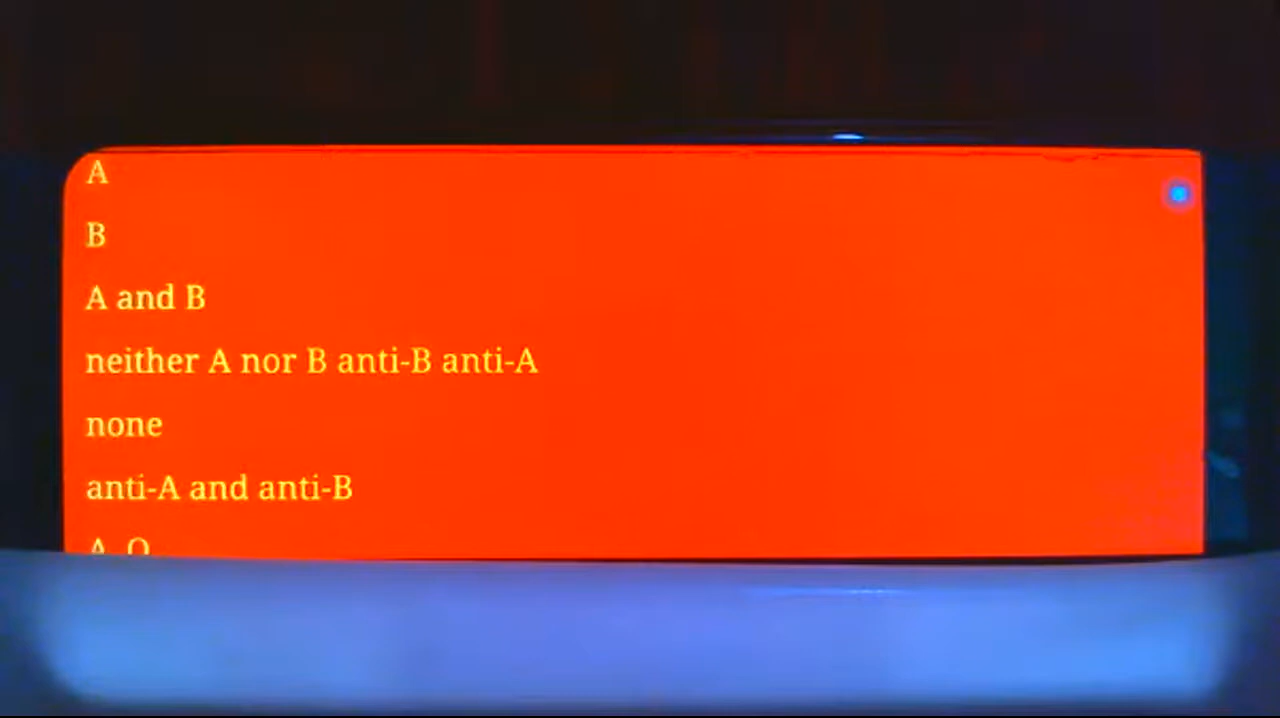 A
B
A and B
neither A nor B anti-B anti-A
none
anti-A and anti-B